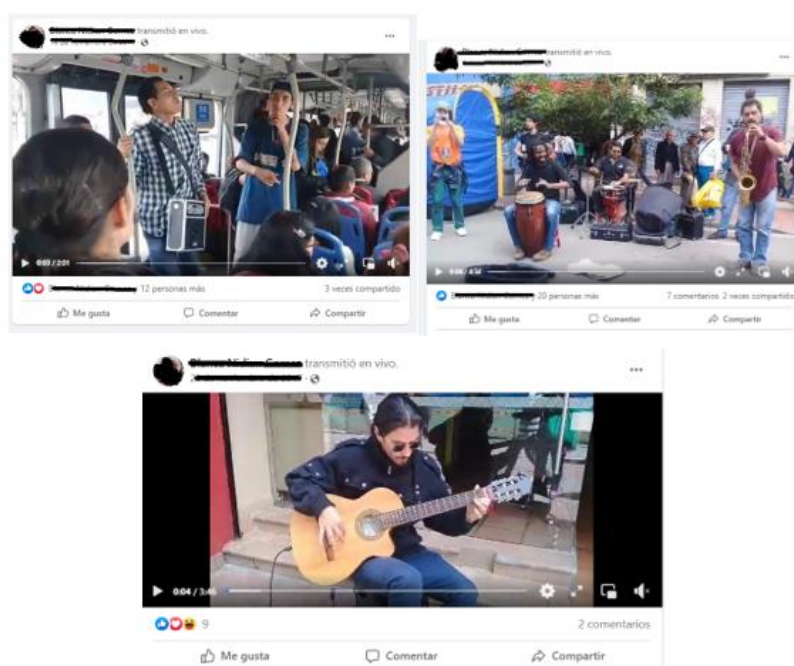 transmitió en vivo.
0:03 / 2:01
12 personas más 3 veces compartido
Me gusta Comentar Compartir
transmitió en vivo.
20 personas más 7 comentarios 2 veces compartido
Me gusta Comentar Compartir
transmitió en vivo.
0:04
9 2 comentarios
Me gusta Comentar Compartir